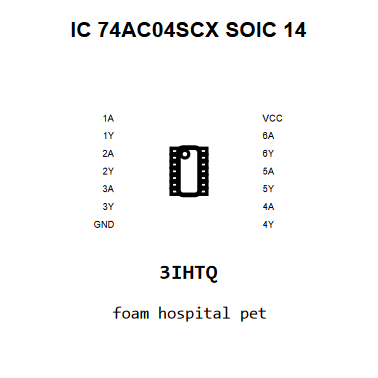 IC 74AC04SCX SOIC 14
1A VCC
1Y 6A
2A 6Y
2Y 5A
3A 5Y
3Y 4A
GND 4Y
3IHTQ
foam hospital pet